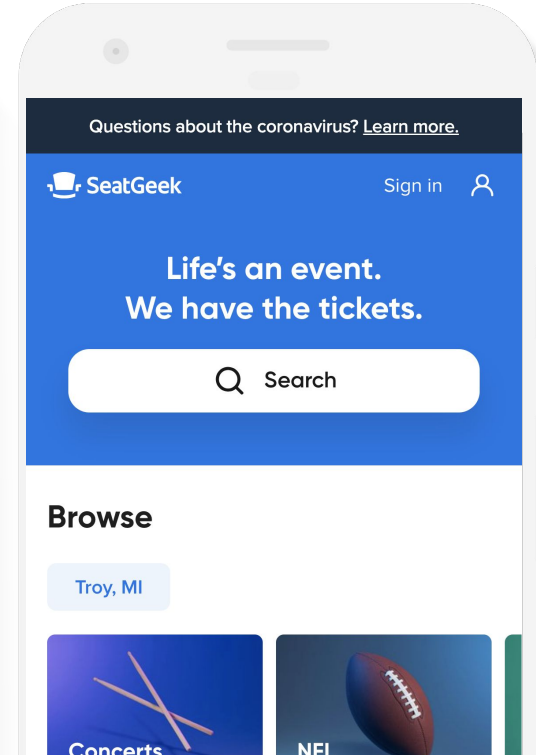 Questions about the coronavirus? Learn more.
SeatGeek Sign in
Life's an event.
We have the tickets.
Search
Browse
Troy, MI
Concerts NFL